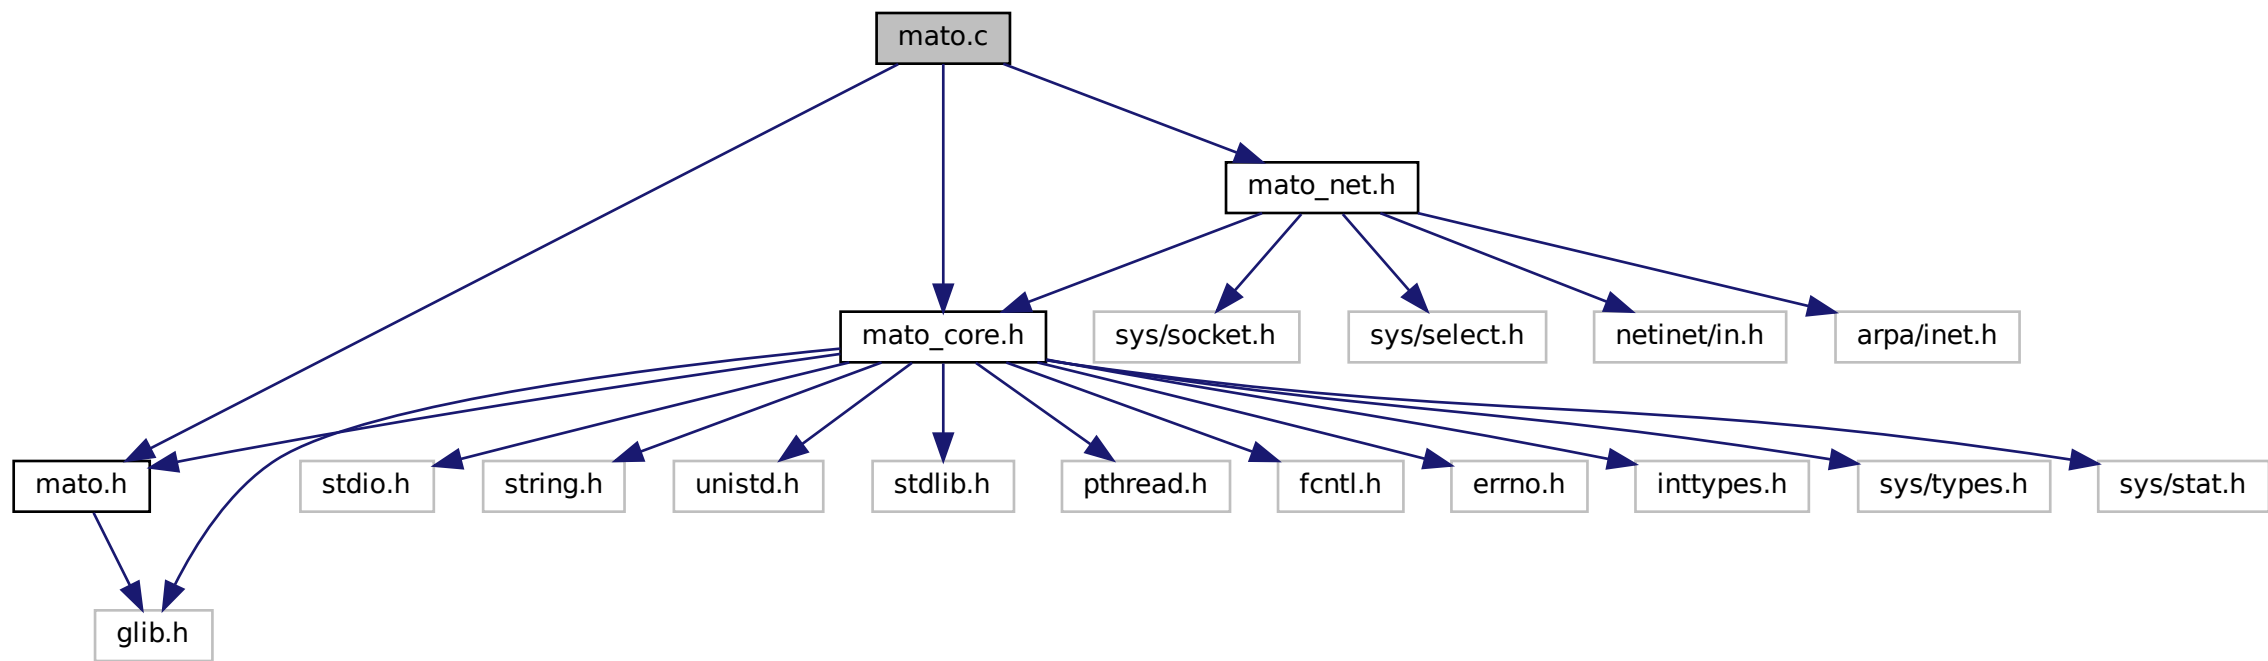 mato.c
mato_net.h
mato_core.h
sys/socket.h
sys/select.h
netinet/in.h
arpa/inet.h
mato.h
stdio.h
string.h
unistd.h
stdlib.h
pthread.h
fcntl.h
errno.h
inttypes.h
sys/types.h
sys/stat.h
glib.h